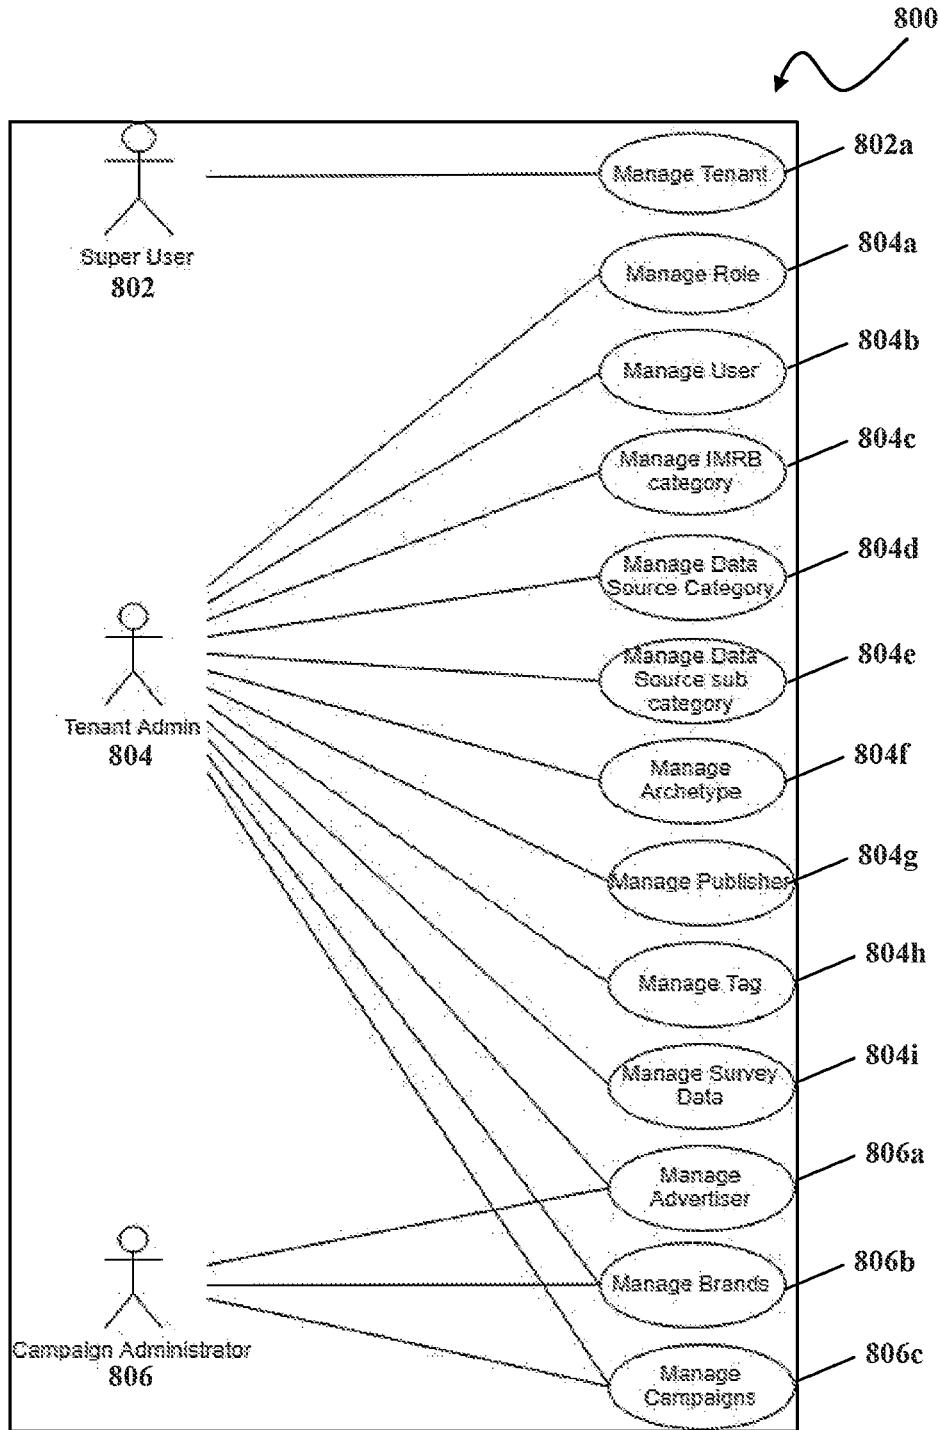 800
802a
Manage Tenant
Super User
802
804a
Manage Role
804b
Manage User
804c
Manage IMRB
category
804d
Manage Data
Source Category
804e
Manage Data
Source sub
category
Tenant Admin
804
804f
Manage
Archetype
804g
Manage Publisher
804h
Manage Tag
804i
Manage Survey
Data
806a
Manage
Advertiser
806b
Manage Brands
Campaign Administrator
806
806c
Manage
Campaigns